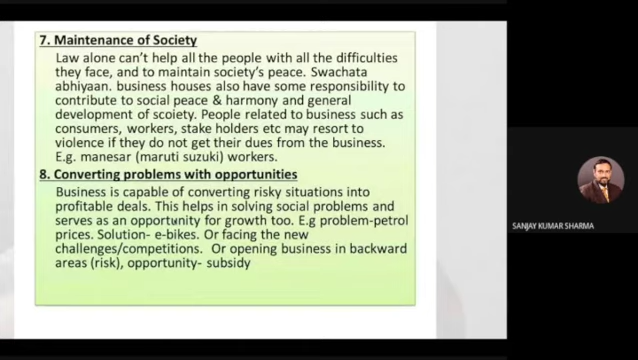 7. Maintenance of Society
Law alone can't help all the people with all the difficulties
they face, and to maintain society's peace. Swachata
abhiyaan. business houses also have some responsibility to
contribute to social peace & harmony and general
development of scoiety. People related to business such as
consumers, workers, stake holders etc may resort to
violence if they do not get their dues from the business.
E.g. manesar (maruti suzuki) workers.
8. Converting problems with opportunities
Business is capable of converting risky situations into
profitable deals. This helps in solving social problems and
serves as an opportunity for growth too. E.g problem-petrol
prices. Solution- e-bikes. Or facing the new
challenges/competitions. Or opening business in backward
areas (risk), opportunity- subsidy
SANJAY KUMAR SHARMA